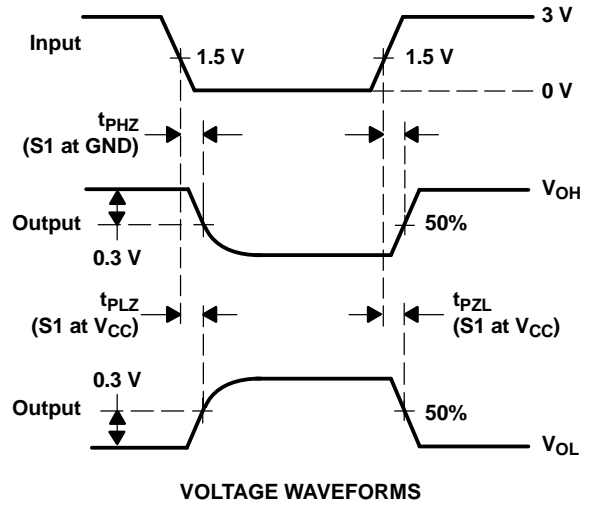 3 V
Input
1.5 V
1.5 V
0 V
tPHZ
(S1 at GND)
VOH
Output
50%
0.3 V
tPLZ
(S1 at VCC)
tPZL
(S1 at VCC)
0.3 V
Output
50%
VOL
VOLTAGE WAVEFORMS